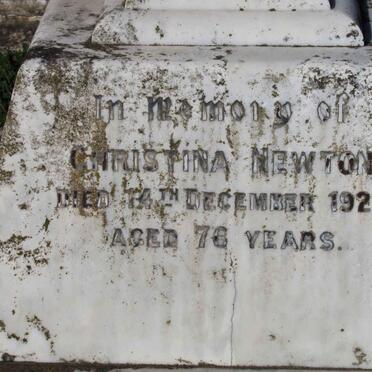 In Memory of
CHRISTINA NEWTON
DIED 14TH DECEMBER 192
AGED 76 YEARS.